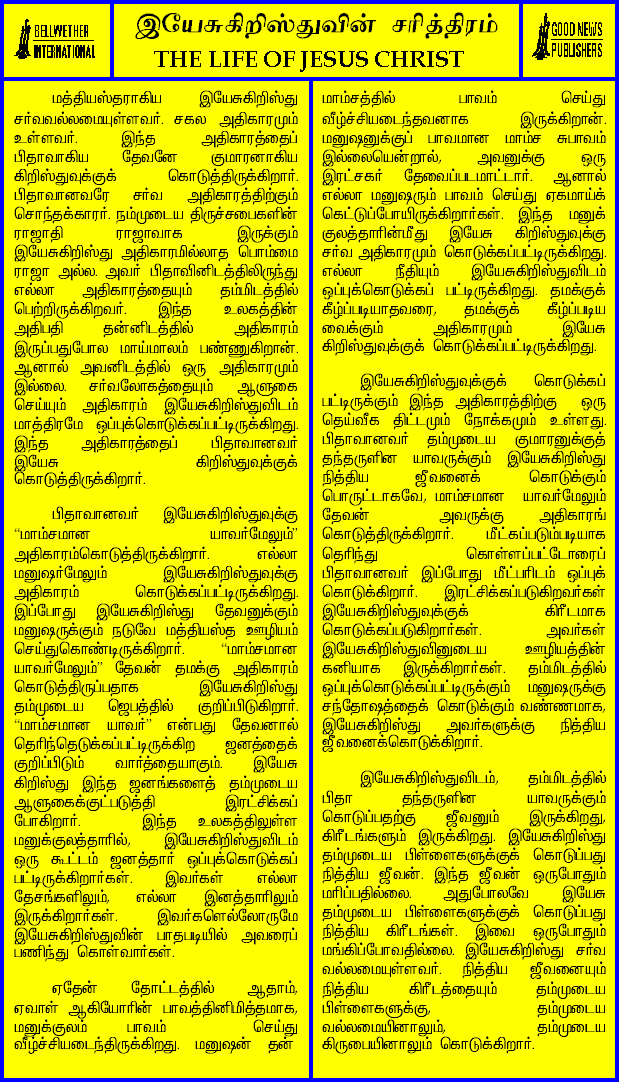 BELLWETHER
INTERNATIONAL
இயேசுகிறிஸ்துவின் சரித்திரம்
THE LIFE OF JESUS CHRIST
GOOD NEWS
PUBLISHERS
மத்தியஸ்தராகிய இயேசுகிறிஸ்து
சர்வவல்லமையுள்ளவர். சகல அதிகாரமும்
உள்ளவர். இந்த அதிகாரத்தைப்
பிதாவாகிய தேவனே குமாரனாகிய
கிறிஸ்துவுக்குக் கொடுத்திருக்கிறார்.
பிதாவானவரே சர்வ அதிகாரத்திற்கும்
சொந்தக்காரர். நம்முடைய திருச்சபைகளின்
ராஜாதி ராஜாவாக இருக்கும்
இயேசுகிறிஸ்து அதிகாரமில்லாத பொம்மை
ராஜா அல்ல. அவர் பிதாவினிடத்திலிருந்து
எல்லா அதிகாரத்தையும் தம்மிடத்தில்
பெற்றிருக்கிறவர். இந்த உலகத்தின்
அதிபதி தன்னிடத்தில் அதிகாரம்
இருப்பதுபோல மாய்மாலம் பண்ணுகிறான்.
ஆனால் அவனிடத்தில் ஒரு அதிகாரமும்
இல்லை. சர்வலோகத்தையும் ஆளுகை
செய்யும் அதிகாரம் இயேசுகிறிஸ்துவிடம்
மாத்திரமே ஒப்புக்கொடுக்கப்பட்டிருக்கிறது.
இந்த அதிகாரத்தைப் பிதாவானவர்
இயேசு கிறிஸ்துவுக்குக்
கொடுத்திருக்கிறார்.
பிதாவானவர் இயேசுகிறிஸ்துவுக்கு
“மாம்சமான யாவர்மேலும்”
அதிகாரம்கொடுத்திருக்கிறார். எல்லா
மனுஷர்மேலும் இயேசுகிறிஸ்துவுக்கு
அதிகாரம் கொடுக்கப்பட்டிருக்கிறது.
இப்போது இயேசுகிறிஸ்து தேவனுக்கும்
மனுஷருக்கும் நடுவே மத்தியஸ்த ஊழியம்
செய்துகொண்டிருக்கிறார். “மாம்சமான
யாவர்மேலும்” தேவன் தமக்கு அதிகாரம்
கொடுத்திருப்பதாக இயேசுகிறிஸ்து
தம்முடைய ஜெபத்தில் குறிப்பிடுகிறார்.
“மாம்சமான யாவர்” என்பது தேவனால்
தெரிந்தெடுக்கப்பட்டிருக்கிற ஜனத்தைக்
குறிப்பிடும் வார்த்தையாகும். இயேசு
கிறிஸ்து இந்த ஜனங்களைத் தம்முடைய
ஆளுகைக்குட்படுத்தி இரட்சிக்கப்
போகிறார். இந்த உலகத்திலுள்ள
மனுக்குலத்தாரில், இயேசுகிறிஸ்துவிடம்
ஒரு கூட்டம் ஜனத்தார் ஒப்புக்கொடுக்கப்
பட்டிருக்கிறார்கள். இவர்கள் எல்லா
தேசங்களிலும், எல்லா இனத்தாரிலும்
இருக்கிறார்கள். இவர்களெல்லோருமே
இயேசுகிறிஸ்துவின் பாதபடியில் அவரைப்
பணிந்து கொள்வார்கள்.
ஏதேன் தோட்டத்தில் ஆதாம்,
ஏவாள் ஆகியோரின் பாவத்தினிமித்தமாக,
மனுக்குலம் பாவம் செய்து
வீழ்ச்சியடைந்திருக்கிறது. மனுஷன் தன்
மாம்சத்தில் பாவம் செய்து
வீழ்ச்சியடைந்தவனாக இருக்கிறான்.
மனுஷனுக்குப் பாவமான மாம்ச சுபாவம்
இல்லையென்றால், அவனுக்கு ஒரு
இரட்சகர் தேவைப்படமாட்டார். ஆனால்
எல்லா மனுஷரும் பாவம் செய்து ஏகமாய்க்
கெட்டுப்போயிருக்கிறார்கள். இந்த மனுக்
குலத்தாரின்மீது இயேசு கிறிஸ்துவுக்கு
சர்வ அதிகாரமும் கொடுக்கப்பட்டிருக்கிறது.
எல்லா நீதியும் இயேசுகிறிஸ்துவிடம்
ஒப்புக்கொடுக்கப் பட்டிருக்கிறது. தமக்குக்
கீழ்ப்படியாதவரை, தமக்குக் கீழ்ப்படிய
வைக்கும் அதிகாரமும் இயேசு
கிறிஸ்துவுக்குக் கொடுக்கப்பட்டிருக்கிறது.
இயேசுகிறிஸ்துவுக்குக் கொடுக்கப்
பட்டிருக்கும் இந்த அதிகாரத்திற்கு ஒரு
தெய்வீக திட்டமும் நோக்கமும் உள்ளது.
பிதாவானவர் தம்முடைய குமாரனுக்குத்
தந்தருளின யாவருக்கும் இயேசுகிறிஸ்து
நித்திய ஜீவனைக் கொடுக்கும்
பொருட்டாகவே, மாம்சமான யாவர்மேலும்
தேவன் அவருக்கு அதிகாரங்
கொடுத்திருக்கிறார். மீட்கப்படும்படியாக
தெரிந்து கொள்ளப்பட்டோரைப்
பிதாவானவர் இப்போது மீட்பரிடம் ஒப்புக்
கொடுக்கிறார். இரட்சிக்கப்படுகிறவர்கள்
இயேசுகிறிஸ்துவுக்குக் கிரீடமாக
கொடுக்கப்படுகிறார்கள். அவர்கள்
இயேசுகிறிஸ்துவினுடைய ஊழியத்தின்
கனியாக இருக்கிறார்கள். தம்மிடத்தில்
ஒப்புக்கொடுக்கப்பட்டிருக்கும் மனுஷருக்கு
சந்தோஷத்தைக் கொடுக்கும் வண்ணமாக,
இயேசுகிறிஸ்து அவர்களுக்கு நித்திய
ஜீவனைக்கொடுக்கிறார்.
இயேசுகிறிஸ்துவிடம், தம்மிடத்தில்
பிதா தந்தருளின யாவருக்கும்
கொடுப்பதற்கு ஜீவனும் இருக்கிறது,
கிரீடங்களும் இருக்கிறது. இயேசுகிறிஸ்து
தம்முடைய பிள்ளைகளுக்குக் கொடுப்பது
நித்திய ஜீவன். இந்த ஜீவன் ஒருபோதும்
மரிப்பதில்லை. அதுபோலவே இயேசு
தம்முடைய பிள்ளைகளுக்குக் கொடுப்பது
நித்திய கிரீடங்கள். இவை ஒருபோதும்
மங்கிப்போவதில்லை. இயேசுகிறிஸ்து சர்வ
வல்லமையுள்ளவர். நித்திய ஜீவனையும்
நித்திய கிரீடத்தையும் தம்முடைய
பிள்ளைகளுக்கு, தம்முடைய
வல்லமையினாலும், தம்முடைய
கிருபையினாலும் கொடுக்கிறார்.